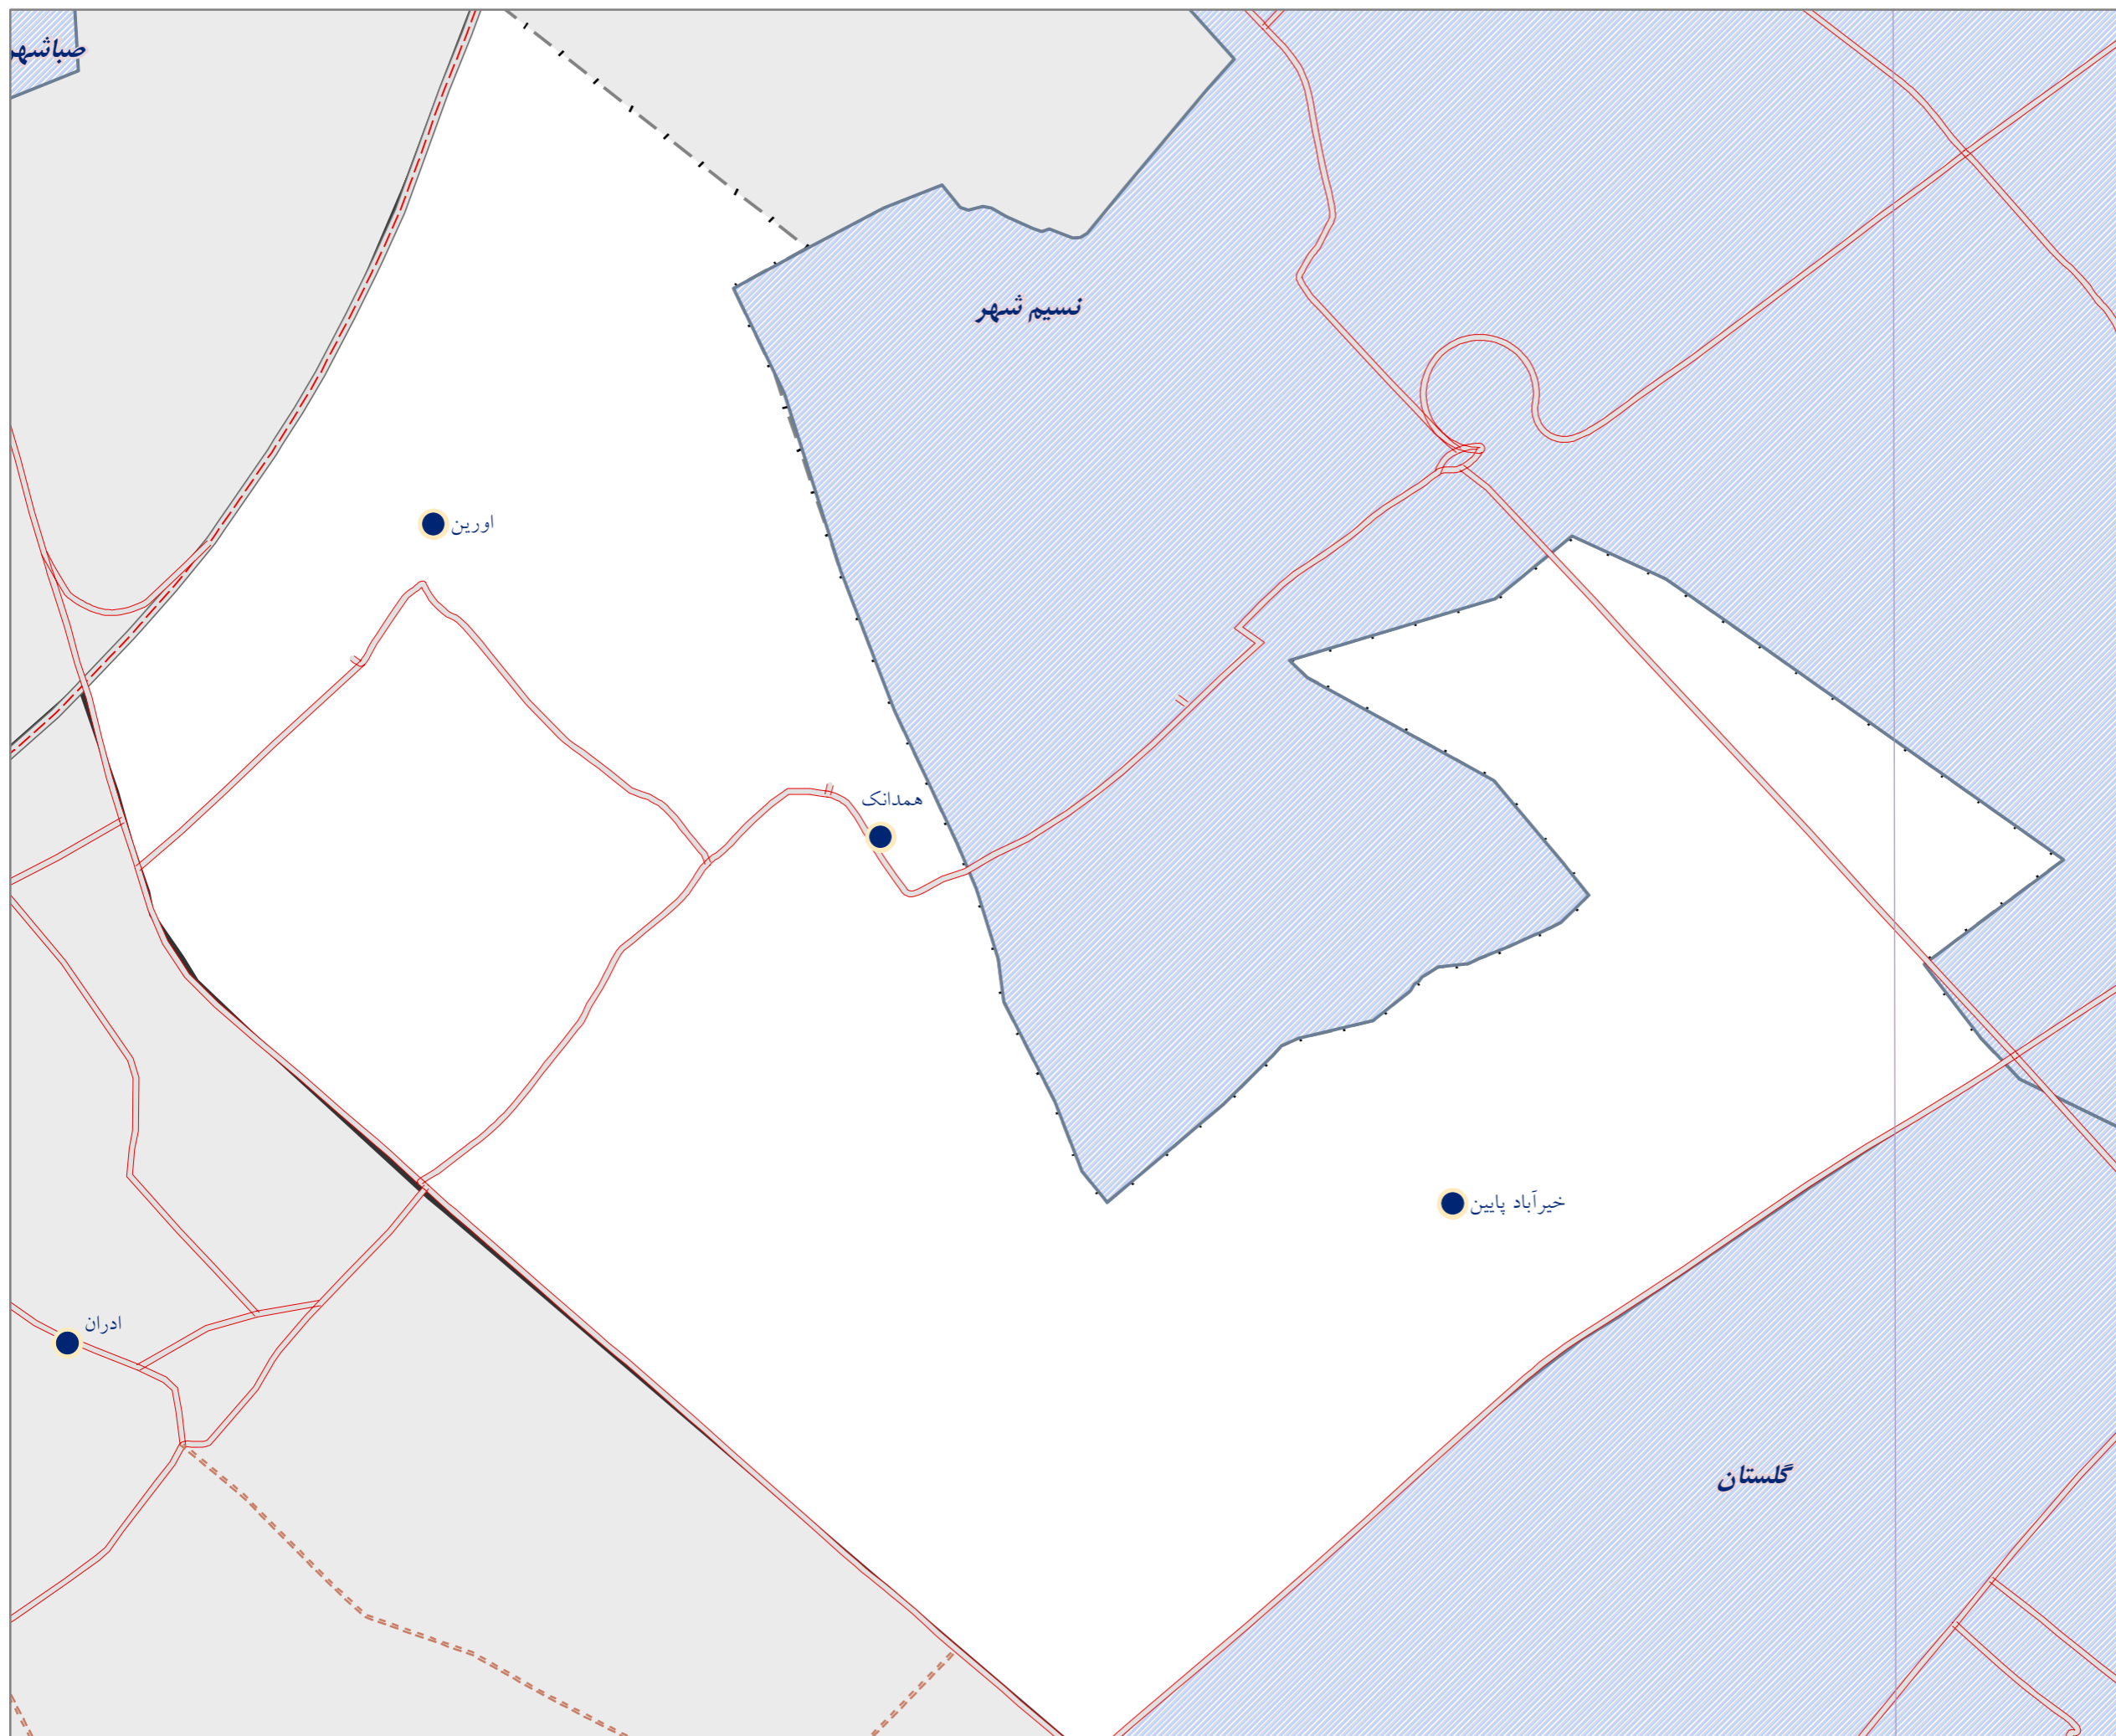 صباشهر
نسیم شهر
اورین
همدانک
خیرآباد پایین
ادران
گلستان